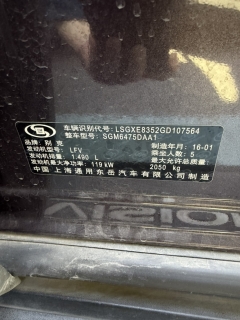 车辆识别代号: LSGXE8352GD107564
整车型号: SGM6475DAA1
品牌: 别克 制造年月: 16-01
发动机型号: LFV 乘坐人数: 5
发动机排量: 1.490 L 最大允许总质量:
发动机最大净功率: 119 kW 2050 kg
中国 上海通用东岳汽车有限公司 制造